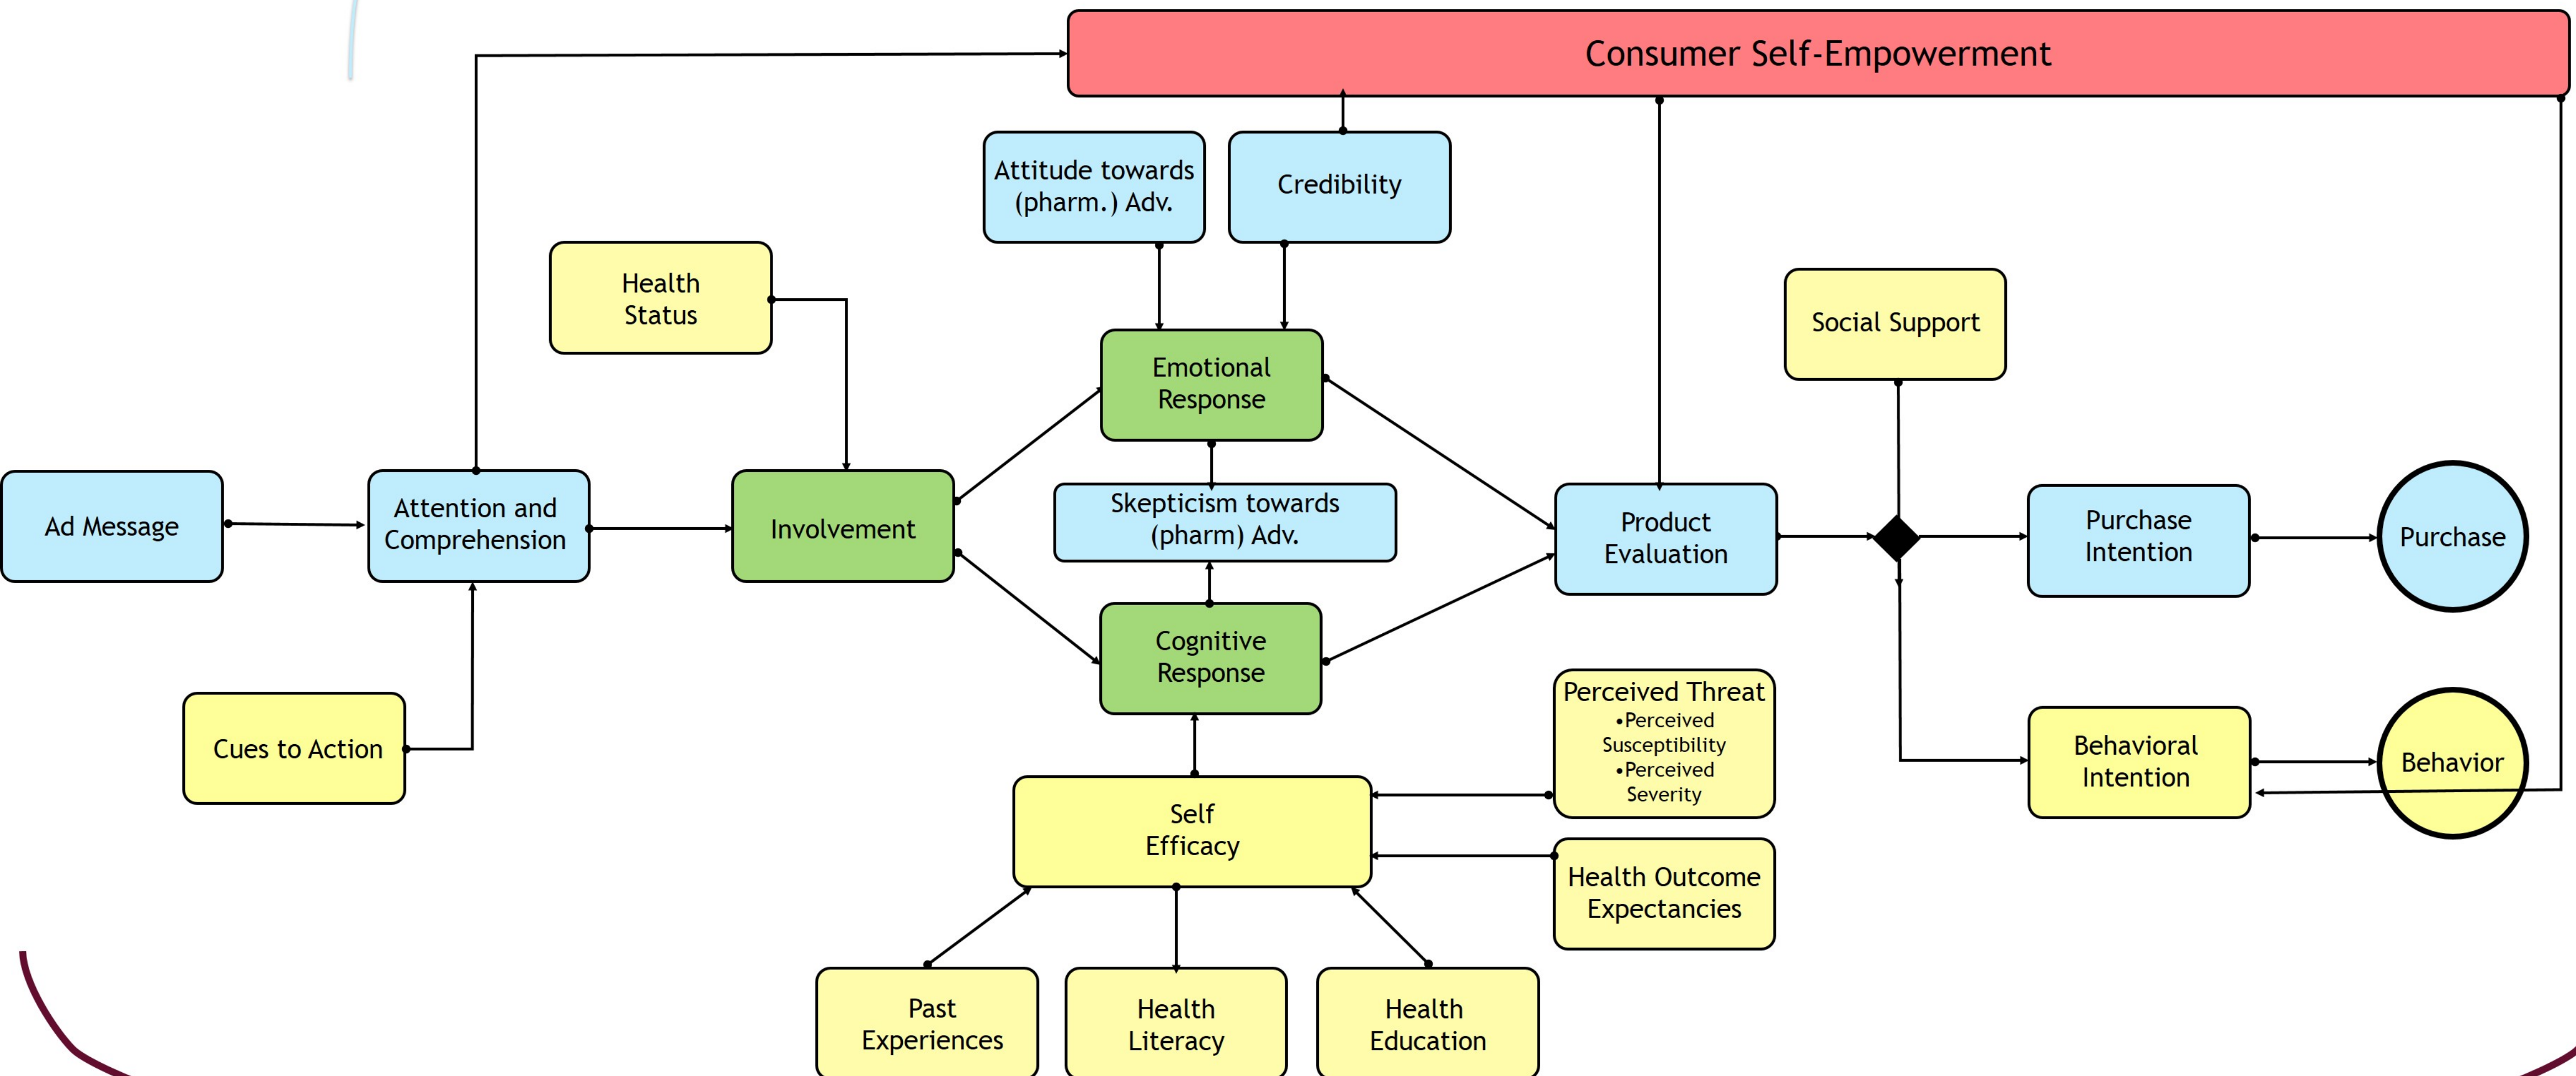 Consumer Self-Empowerment
Attitude towards
(pharm.) Adv.
Credibility
Health
Status
Social Support
Emotional
Response
Ad Message
Attention and
Comprehension
Involvement
Skepticism towards
(pharm) Adv.
Product
Evaluation
Purchase
Intention
Purchase
Cognitive
Response
Cues to Action
Perceived Threat
•Perceived
Susceptibility
•Perceived
Severity
Behavioral
Intention
Behavior
Self
Efficacy
Health Outcome
Expectancies
Past
Experiences
Health
Literacy
Health
Education